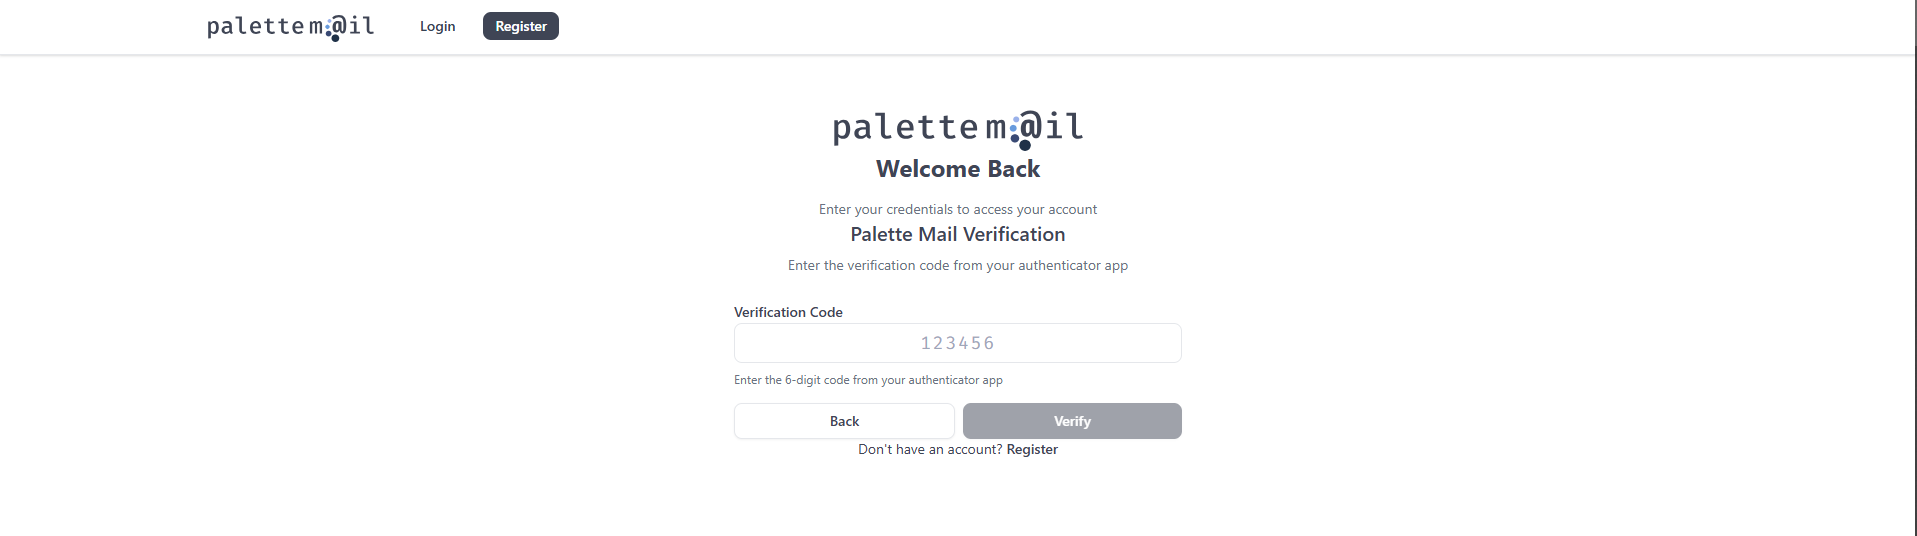 palette m@il Login Register
palette m@il
Welcome Back
Enter your credentials to access your account
Palette Mail Verification
Enter the verification code from your authenticator app
Verification Code
123456
Enter the 6-digit code from your authenticator app
Back Verify
Don't have an account? Register